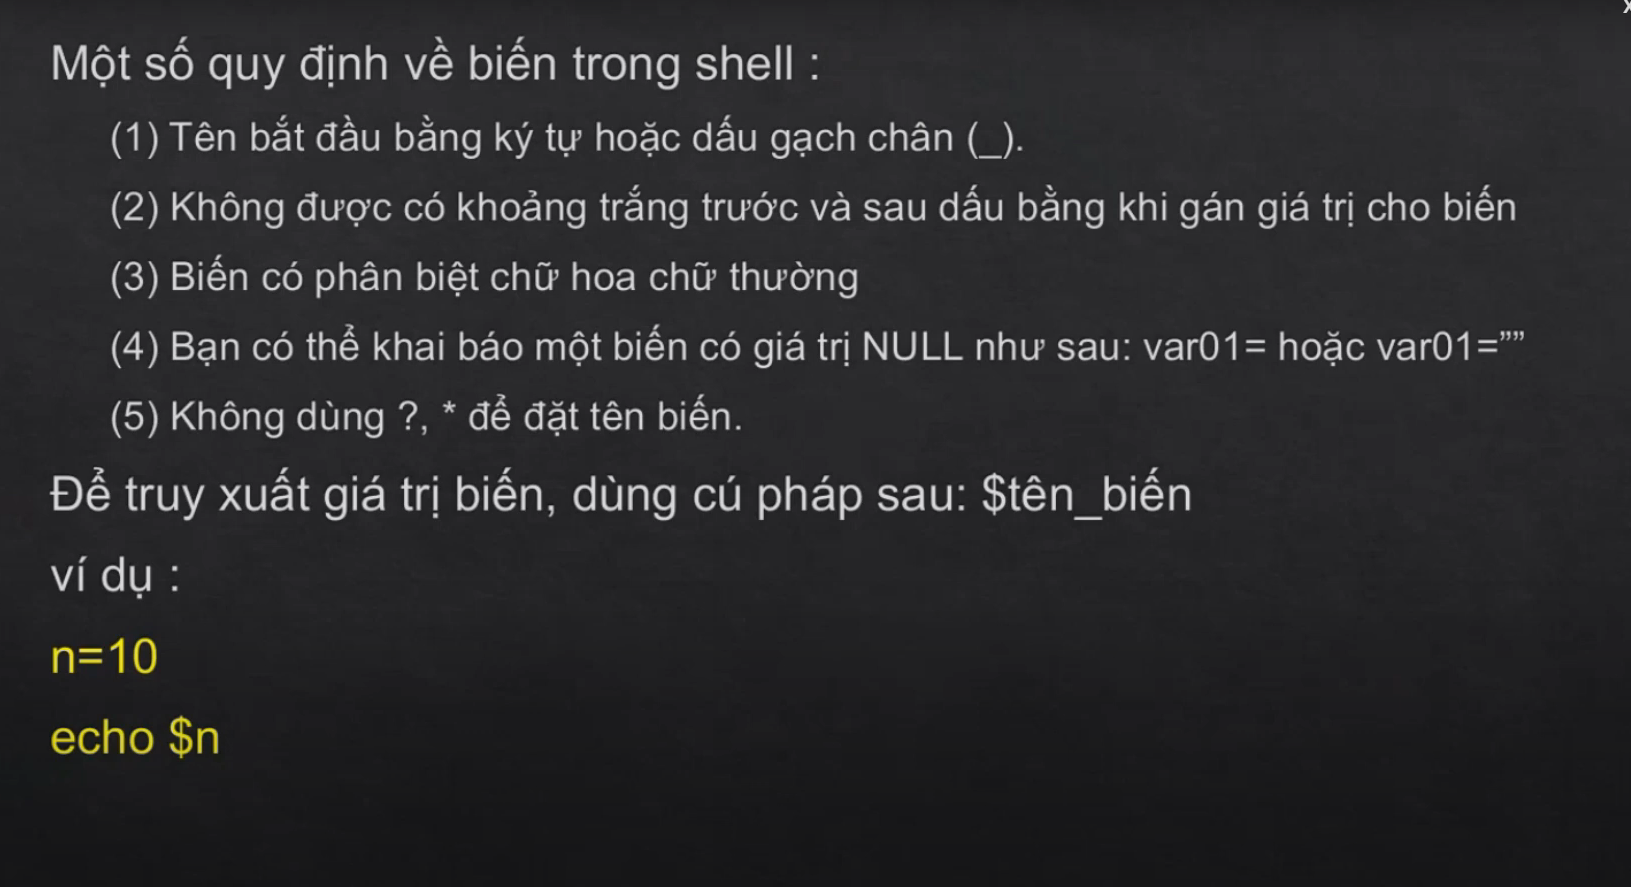 Một số quy định về biến trong shell :
(1) Tên bắt đầu bằng ký tự hoặc dấu gạch chân (_).
(2) Không được có khoảng trắng trước và sau dấu bằng khi gán giá trị cho biến
(3) Biến có phân biệt chữ hoa chữ thường
(4) Bạn có thể khai báo một biến có giá trị NULL như sau: var01= hoặc var01=””
(5) Không dùng ?, * để đặt tên biến.
Để truy xuất giá trị biến, dùng cú pháp sau: $tên_biến
ví dụ :
n=10
echo $n